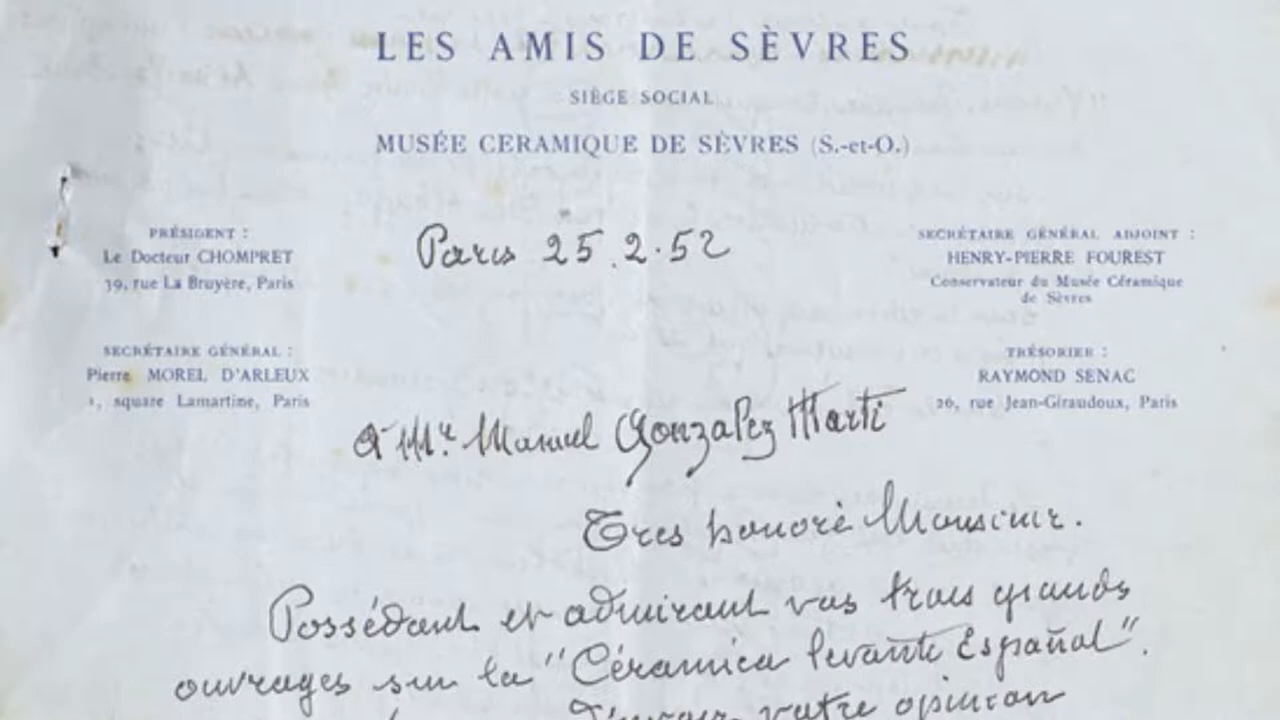 LES AMIS DE SÈVRES
SIÈGE SOCIAL
MUSÉE CERAMIQUE DE SÈVRES (S.-et-O.)
PRÉSIDENT :
Le Docteur CHOMPRET
39, rue La Bruyère, Paris
SECRÉTAIRE GÉNÉRAL :
Pierre MOREL D'ARLEUX
1, square Lamartine, Paris
SECRÉTAIRE GÉNÉRAL ADJOINT :
HENRY-PIERRE FOUREST
Conservateur du Musée Céramique
de Sèvres
TRÉSORIER :
RAYMOND SENAC
26, rue Jean-Giraudoux, Paris
Paris 25.2.52
A Mr. Manuel Gonzalez Marti
Tres honoré Monsieur.
Possédant et admirant vos trois grands
ouvrages sur la "Céramica levante Español".
votre opinion